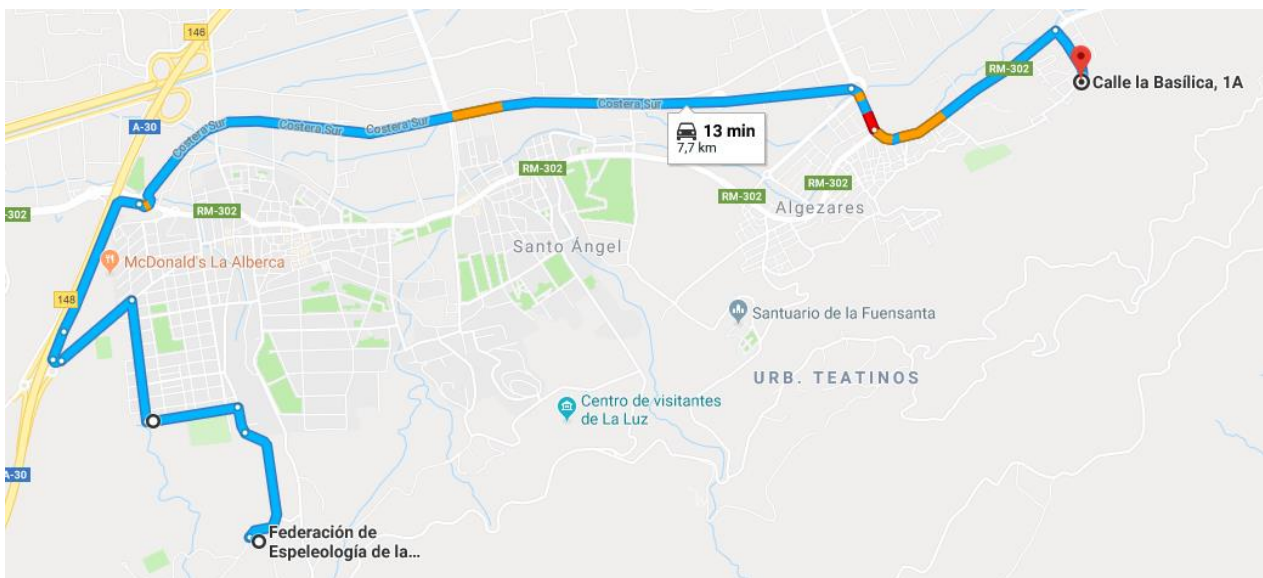 146
A-30
Costera Sur
Costera Sur
Costera Sur
Costera Sur
RM-302
Calle la Basílica, 1A
13 min
7,7 km
RM-302
RM-302
RM-302
-302
RM-302
Algezares
Santo Ángel
McDonald's La Alberca
148
Santuario de la Fuensanta
URB. TEATINOS
Centro de visitantes
de La Luz
A-30
Federación de
Espeleología de la...